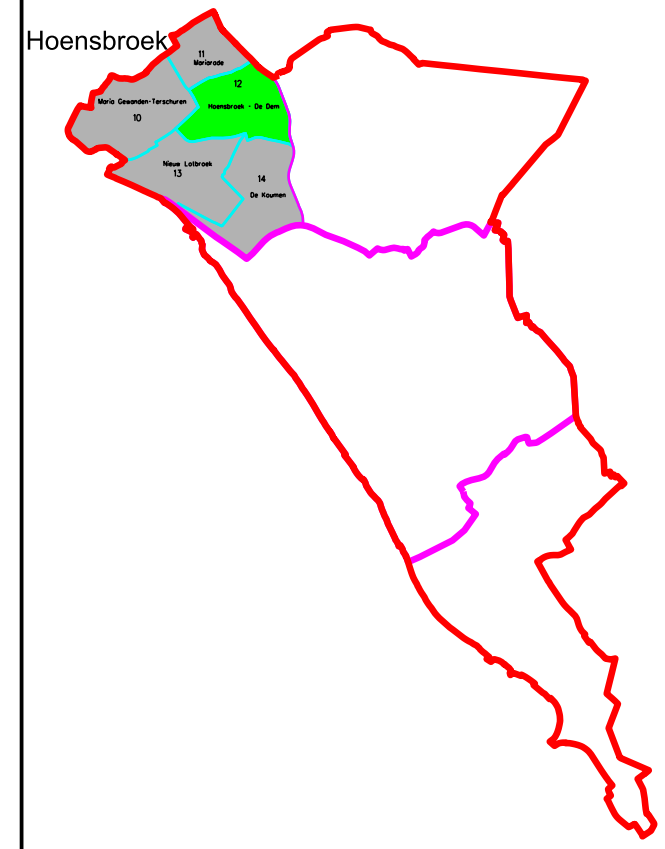 Hoensbroek
11
Mariarade
12
Hoensbroek - De Dem
Maria Gewanden-Terschuren
10
Nieuw Lotbroek
13
14
De Koumen